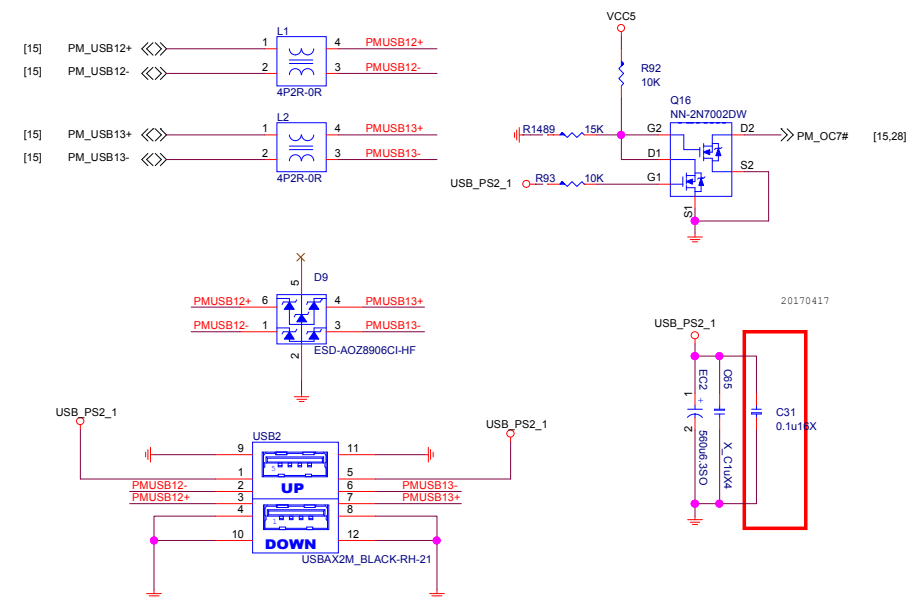 VCC5
L1
[15] PM_USB12+ 1 4 PMUSB12+
[15] PM_USB12- 2 3 PMUSB12-
4P2R-0R
R92
10K
Q16
NN-2N7002DW
L2
[15] PM_USB13+ 1 4 PMUSB13+
[15] PM_USB13- 2 3 PMUSB13-
4P2R-0R
R1489 15K G2 D2 PM_OC7# [15,28]
D1 S2
USB_PS2_1 R93 10K G1
S1
5 D9
PMUSB12+ 6 4 PMUSB13+
PMUSB12- 1 3 PMUSB13-
ESD-AOZ8906CI-HF
2
20170417
USB_PS2_1
EC2
C65
1
+
2
560u6.3SO
X_C1uX4
C31
0.1u16X
USB_PS2_1
USB_PS2_1
USB2
9 11
1 5 5
PMUSB12- 2 6 PMUSB13-
UP
PMUSB12+ 3 7 PMUSB13+
4 1 8
10 DOWN 12
USBAX2M_BLACK-RH-21